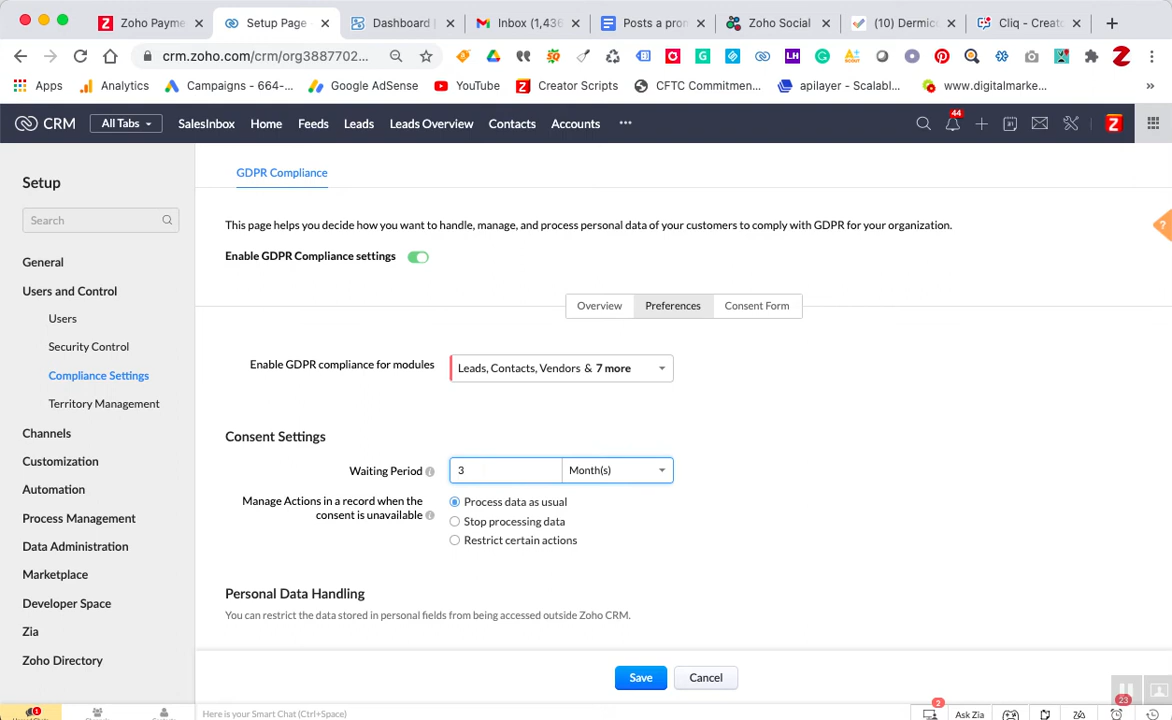 Zoho Payme
Setup Page -
Dashboard |
Inbox (1,436
Posts a pron
Zoho Social
(10) Dermico
Cliq - Create
crm.zoho.com/crm/org3887702...
Apps
Analytics
Campaigns - 664-...
Google AdSense
YouTube
Creator Scripts
CFTC Commitmen...
apilayer - Scalabl...
www.digitalmarke...
CRM
All Tabs
SalesInbox
Home
Feeds
Leads
Leads Overview
Contacts
Accounts
44
Setup
Search
General
Users and Control
Users
Security Control
Compliance Settings
Territory Management
Channels
Customization
Automation
Process Management
Data Administration
Marketplace
Developer Space
Zia
Zoho Directory
GDPR Compliance
This page helps you decide how you want to handle, manage, and process personal data of your customers to comply with GDPR for your organization.
Enable GDPR Compliance settings
Overview
Preferences
Consent Form
Enable GDPR compliance for modules
Leads, Contacts, Vendors & 7 more
Consent Settings
Waiting Period
3
Month(s)
Manage Actions in a record when the
consent is unavailable
Process data as usual
Stop processing data
Restrict certain actions
Personal Data Handling
You can restrict the data stored in personal fields from being accessed outside Zoho CRM.
Save
Cancel
23
Here is your Smart Chat (Ctrl+Space)
2
Ask Zia